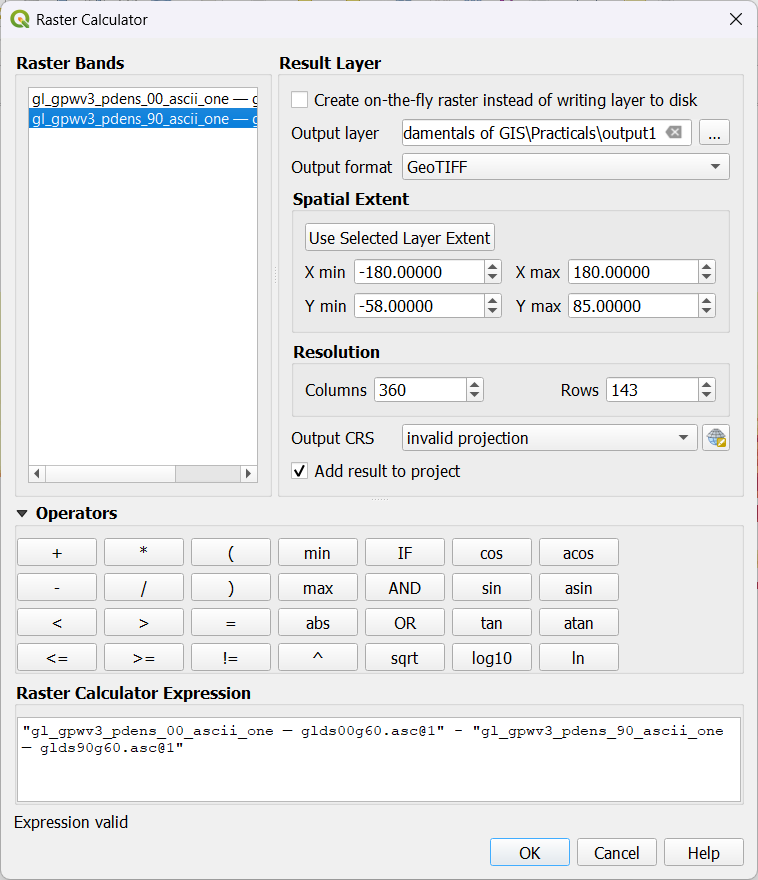 Raster Calculator
Raster Bands
gl_gpwv3_pdens_00_ascii_one — g
gl_gpwv3_pdens_90_ascii_one — g
Result Layer
Create on-the-fly raster instead of writing layer to disk
Output layer damentals of GIS\Practicals\output1 ...
Output format GeoTIFF
Spatial Extent
Use Selected Layer Extent
X min -180.00000 X max 180.00000
Y min -58.00000 Y max 85.00000
Resolution
Columns 360 Rows 143
Output CRS invalid projection
Add result to project
Operators
+ * ( min IF cos acos
- / ) max AND sin asin
< > = abs OR tan atan
<= >= != ^ sqrt log10 ln
Raster Calculator Expression
"gl_gpwv3_pdens_00_ascii_one — glds00g60.asc@1" - "gl_gpwv3_pdens_90_ascii_one
— glds90g60.asc@1"
Expression valid
OK Cancel Help